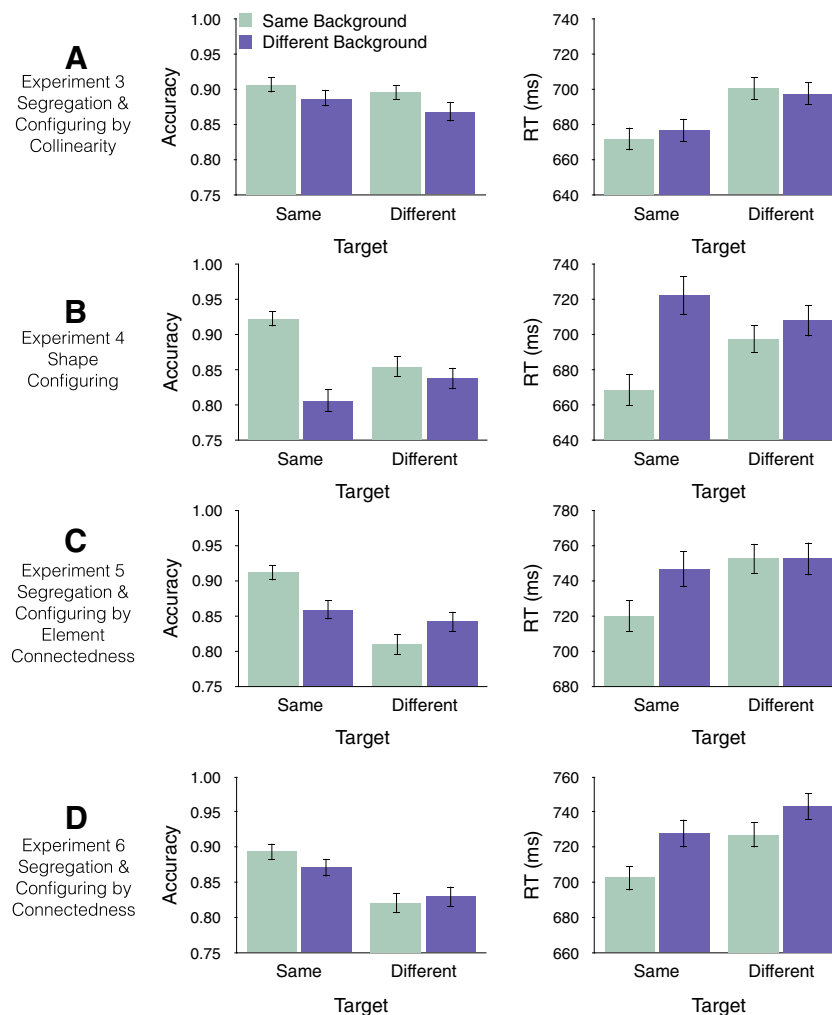 A
Experiment 3
Segregation &
Configuring by
Collinearity
Same Background
Different Background
Accuracy
1.00
0.95
0.90
0.85
0.80
0.75
Same
Different
Target
RT (ms)
740
720
700
680
660
640
Same
Different
Target
B
Experiment 4
Shape
Configuring
Accuracy
1.00
0.95
0.90
0.85
0.80
0.75
Same
Different
Target
RT (ms)
740
720
700
680
660
640
Same
Different
Target
C
Experiment 5
Segregation &
Configuring by
Element
Connectedness
Accuracy
1.00
0.95
0.90
0.85
0.80
0.75
Same
Different
Target
RT (ms)
780
760
740
720
700
680
Same
Different
Target
D
Experiment 6
Segregation &
Configuring by
Connectedness
Accuracy
1.00
0.95
0.90
0.85
0.80
0.75
Same
Different
Target
RT (ms)
760
740
720
700
680
660
Same
Different
Target